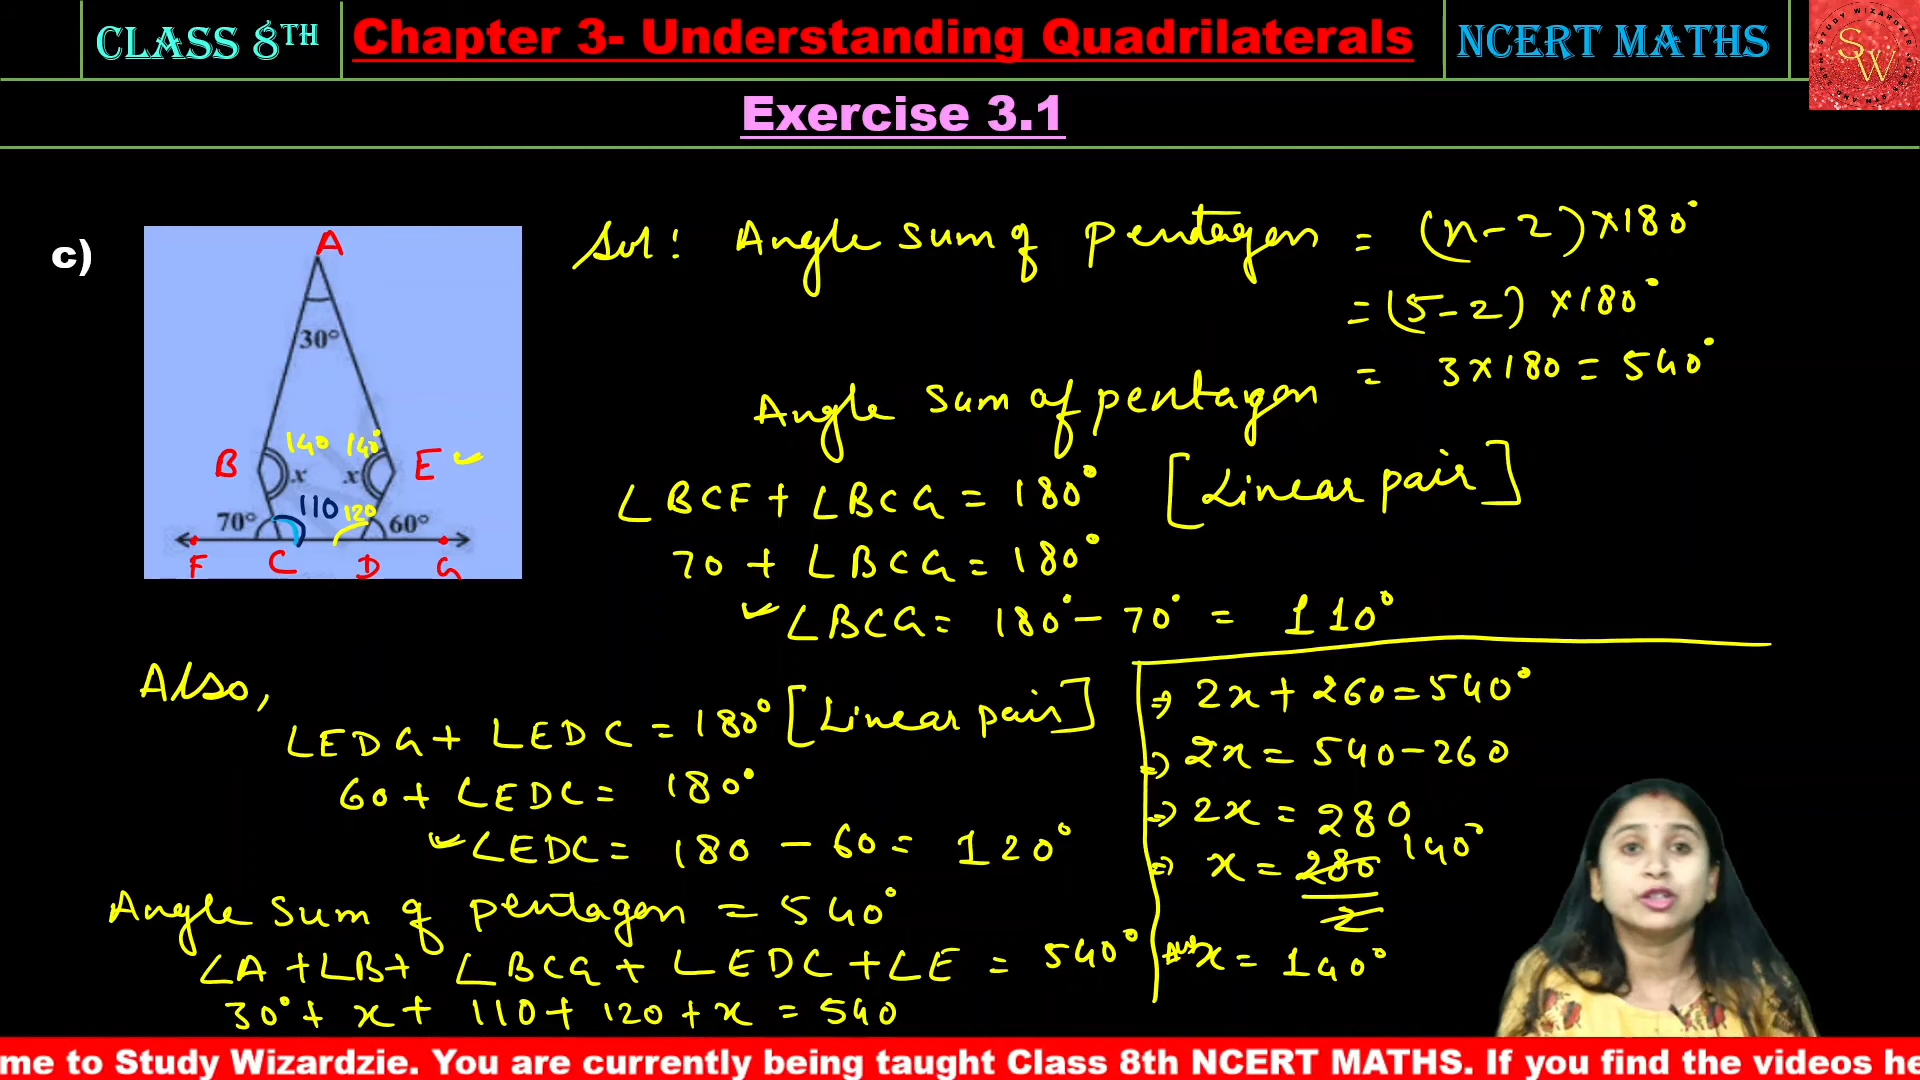 CLASS 8TH
Chapter 3- Understanding Quadrilaterals
NCERT MATHS
SW
Exercise 3.1
c)
A
30°
140 140°
B x x E
110 120
70° 60°
F C D G
Sol: Angle sum of pentagon = (n-2)×180°
= (5-2) ×180°
= 3×180 = 540°
Angle sum of pentagon
∠BCF + ∠BCG = 180° [Linear pair]
70 + ∠BCG = 180°
∠BCG = 180° - 70° = 110°
Also,
∠EDG + ∠EDC = 180° [Linear pair]
60 + ∠EDC = 180°
∠EDC = 180 - 60 = 120°
Angle sum of pentagon = 540°
∠A + ∠B + ∠BCG + ∠EDC + ∠E = 540°
30° + x + 110 + 120 + x = 540
⇒ 2x + 260 = 540°
⇒ 2x = 540-260
⇒ 2x = 280
⇒ x = 280 140°
2
Ans x = 140°
me to Study Wizardzie. You are currently being taught Class 8th NCERT MATHS. If you find the videos he